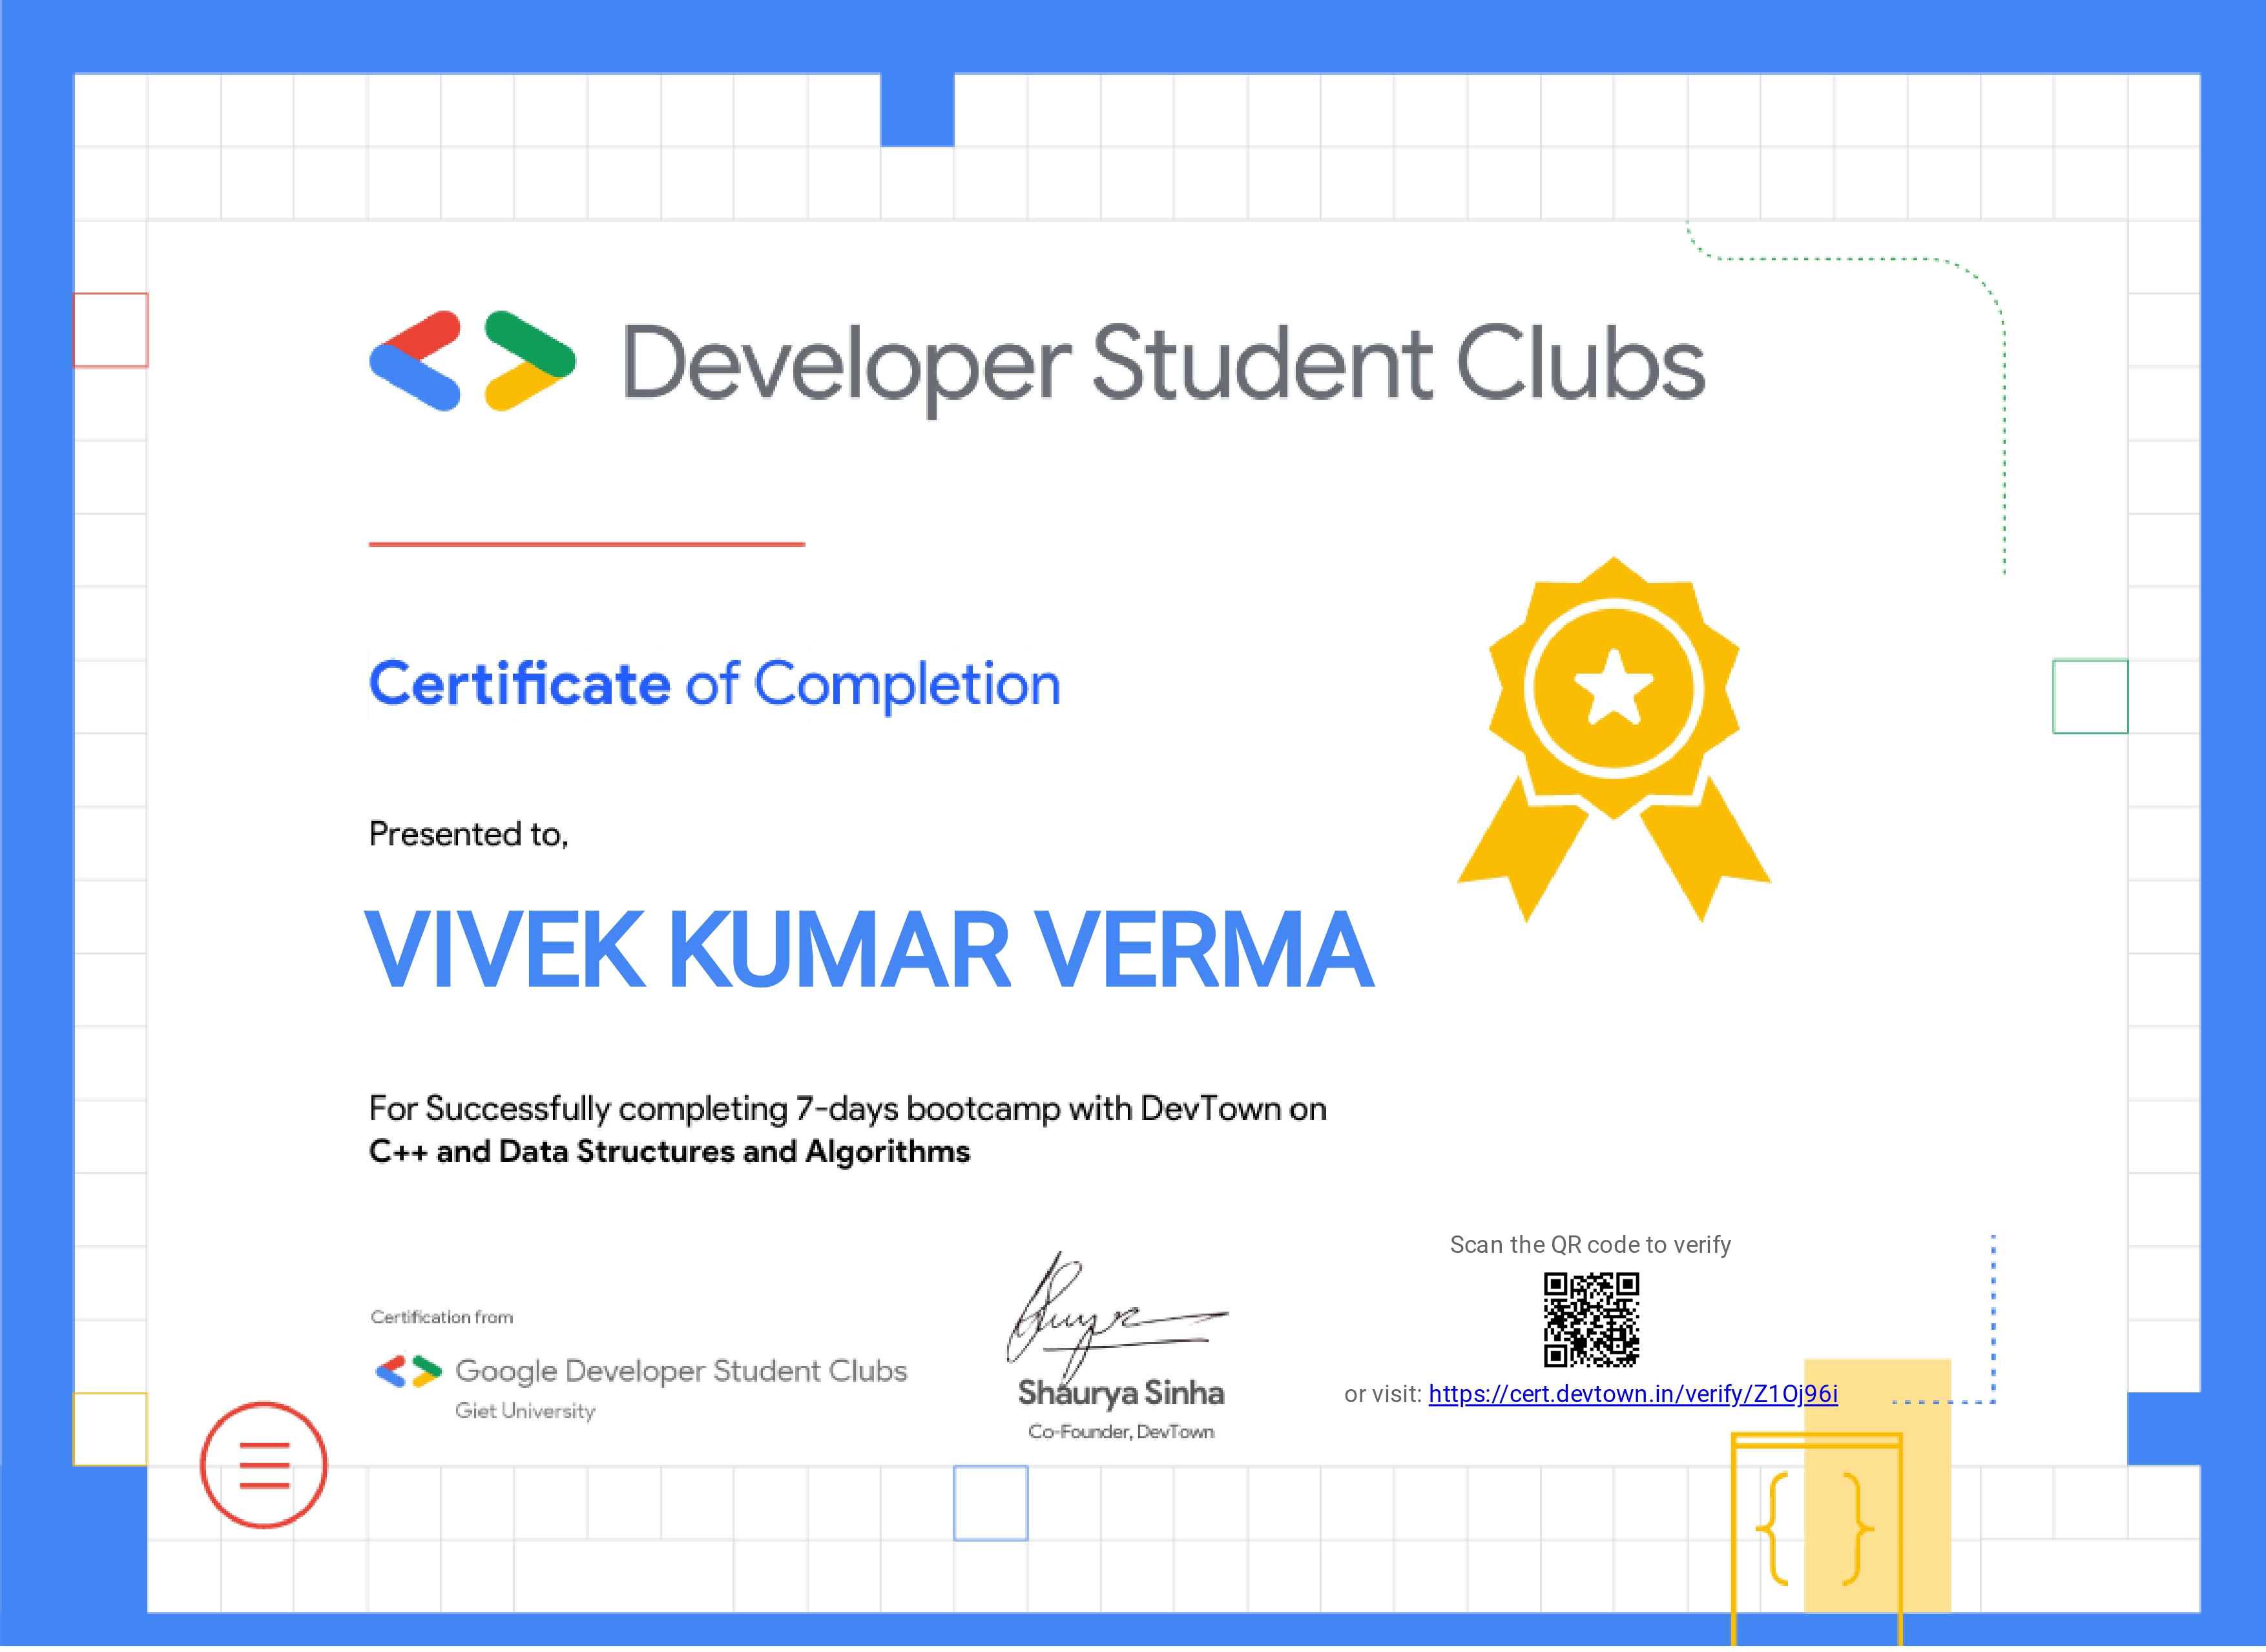 Developer Student Clubs
Certificate of Completion
Presented to,
VIVEK KUMAR VERMA
For Successfully completing 7-days bootcamp with DevTown on
C++ and Data Structures and Algorithms
Certification from
Google Developer Student Clubs
Giet University
Shaurya Sinha
Co-Founder, DevTown
Scan the QR code to verify
or visit: https://cert.devtown.in/verify/Z1Oj96i
{ }